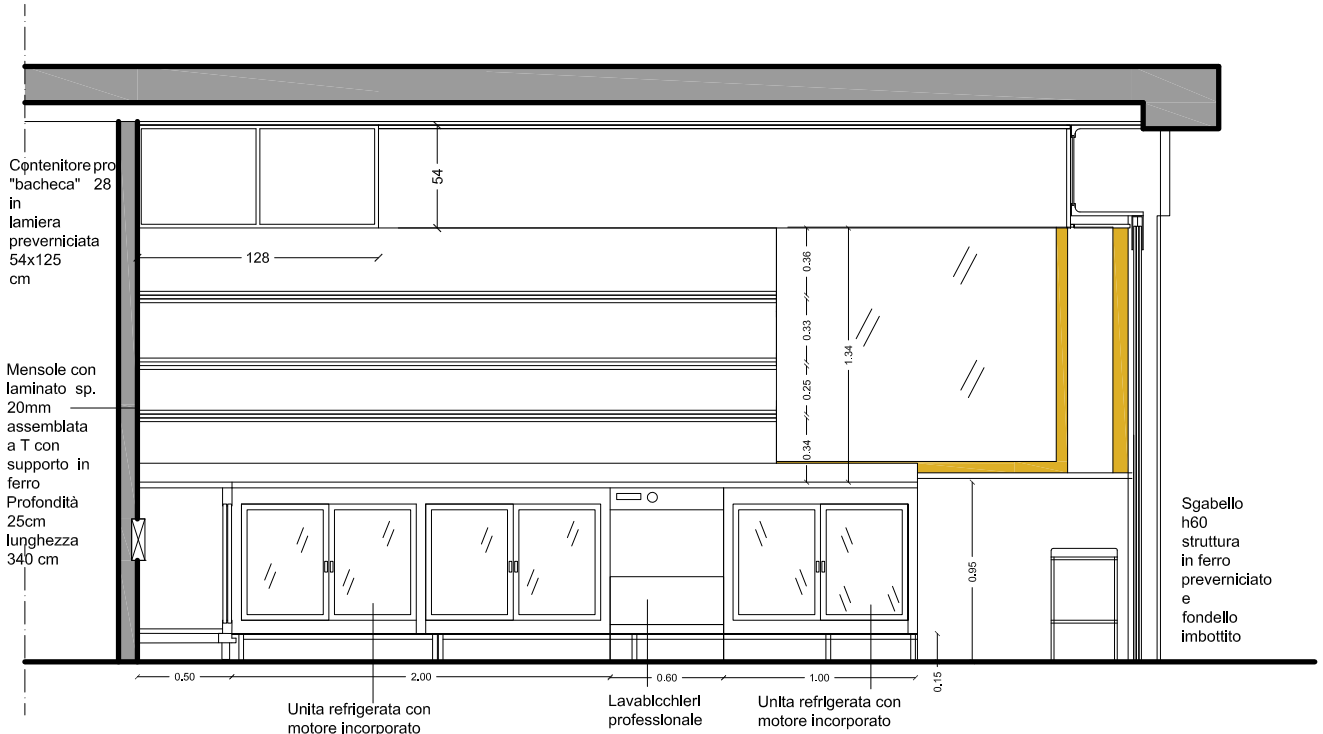 Contenitore pro
"bacheca" 28
in
lamiera
preverniciata
54x125
cm
54
128
0.36
0.33
1.34
0.25
0.34
Mensole con
laminato sp.
20mm
assemblata
a T con
supporto in
ferro
Profondità
25cm
lunghezza
340 cm
0.95
Sgabello
h60
struttura
in ferro
preverniciato
e
fondello
imbottito
0.50
2.00
0.60
1.00
0.15
Unita refrigerata con
motore incorporato
Lavabicchieri
professionale
Unita refrigerata con
motore incorporato